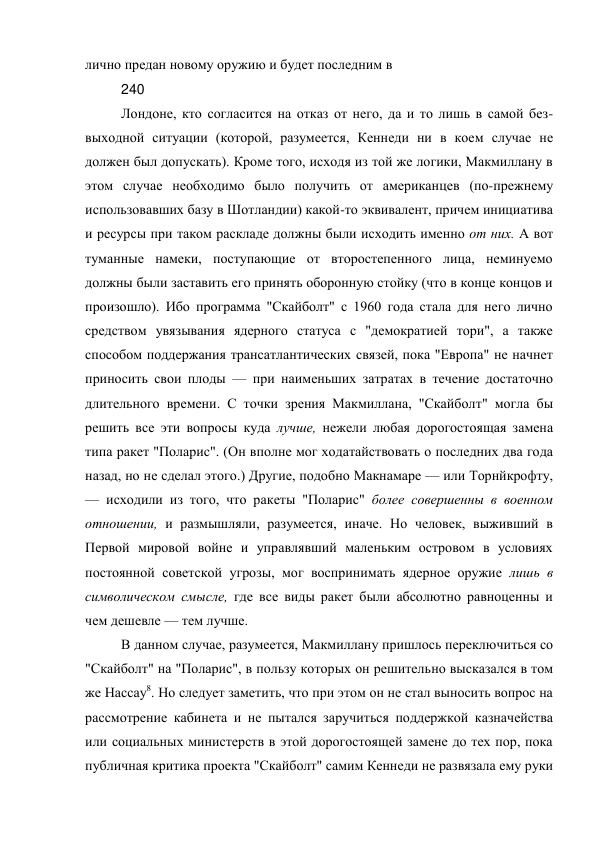 лично предан новому оружию и будет последним в
240
Лондоне, кто согласится на отказ от него, да и то лишь в самой без-
выходной ситуации (которой, разумеется, Кеннеди ни в коем случае не
должен был допускать). Кроме того, исходя из той же логики, Макмиллану в
этом случае необходимо было получить от американцев (по-прежнему
использовавших базу в Шотландии) какой-то эквивалент, причем инициатива
и ресурсы при таком раскладе должны были исходить именно от них. А вот
туманные намеки, поступающие от второстепенного лица, неминуемо
должны были заставить его принять оборонную стойку (что в конце концов и
произошло). Ибо программа "Скайболт" с 1960 года стала для него лично
средством увязывания ядерного статуса с "демократией тори", а также
способом поддержания трансатлантических связей, пока "Европа" не начнет
приносить свои плоды — при наименьших затратах в течение достаточно
длительного времени. С точки зрения Макмиллана, "Скайболт" могла бы
решить все эти вопросы куда лучше, нежели любая дорогостоящая замена
типа ракет "Поларис". (Он вполне мог ходатайствовать о последних два года
назад, но не сделал этого.) Другие, подобно Макнамаре — или Торнйкрофту,
— исходили из того, что ракеты "Поларис" более совершенны в военном
отношении, и размышляли, разумеется, иначе. Но человек, выживший в
Первой мировой войне и управлявший маленьким островом в условиях
постоянной советской угрозы, мог воспринимать ядерное оружие лишь в
символическом смысле, где все виды ракет были абсолютно равноценны и
чем дешевле — тем лучше.
В данном случае, разумеется, Макмиллану пришлось переключиться со
"Скайболт" на "Поларис", в пользу которых он решительно высказался в том
же Нассау8. Но следует заметить, что при этом он не стал выносить вопрос на
рассмотрение кабинета и не пытался заручиться поддержкой казначейства
или социальных министерств в этой дорогостоящей замене до тех пор, пока
публичная критика проекта "Скайболт" самим Кеннеди не развязала ему руки